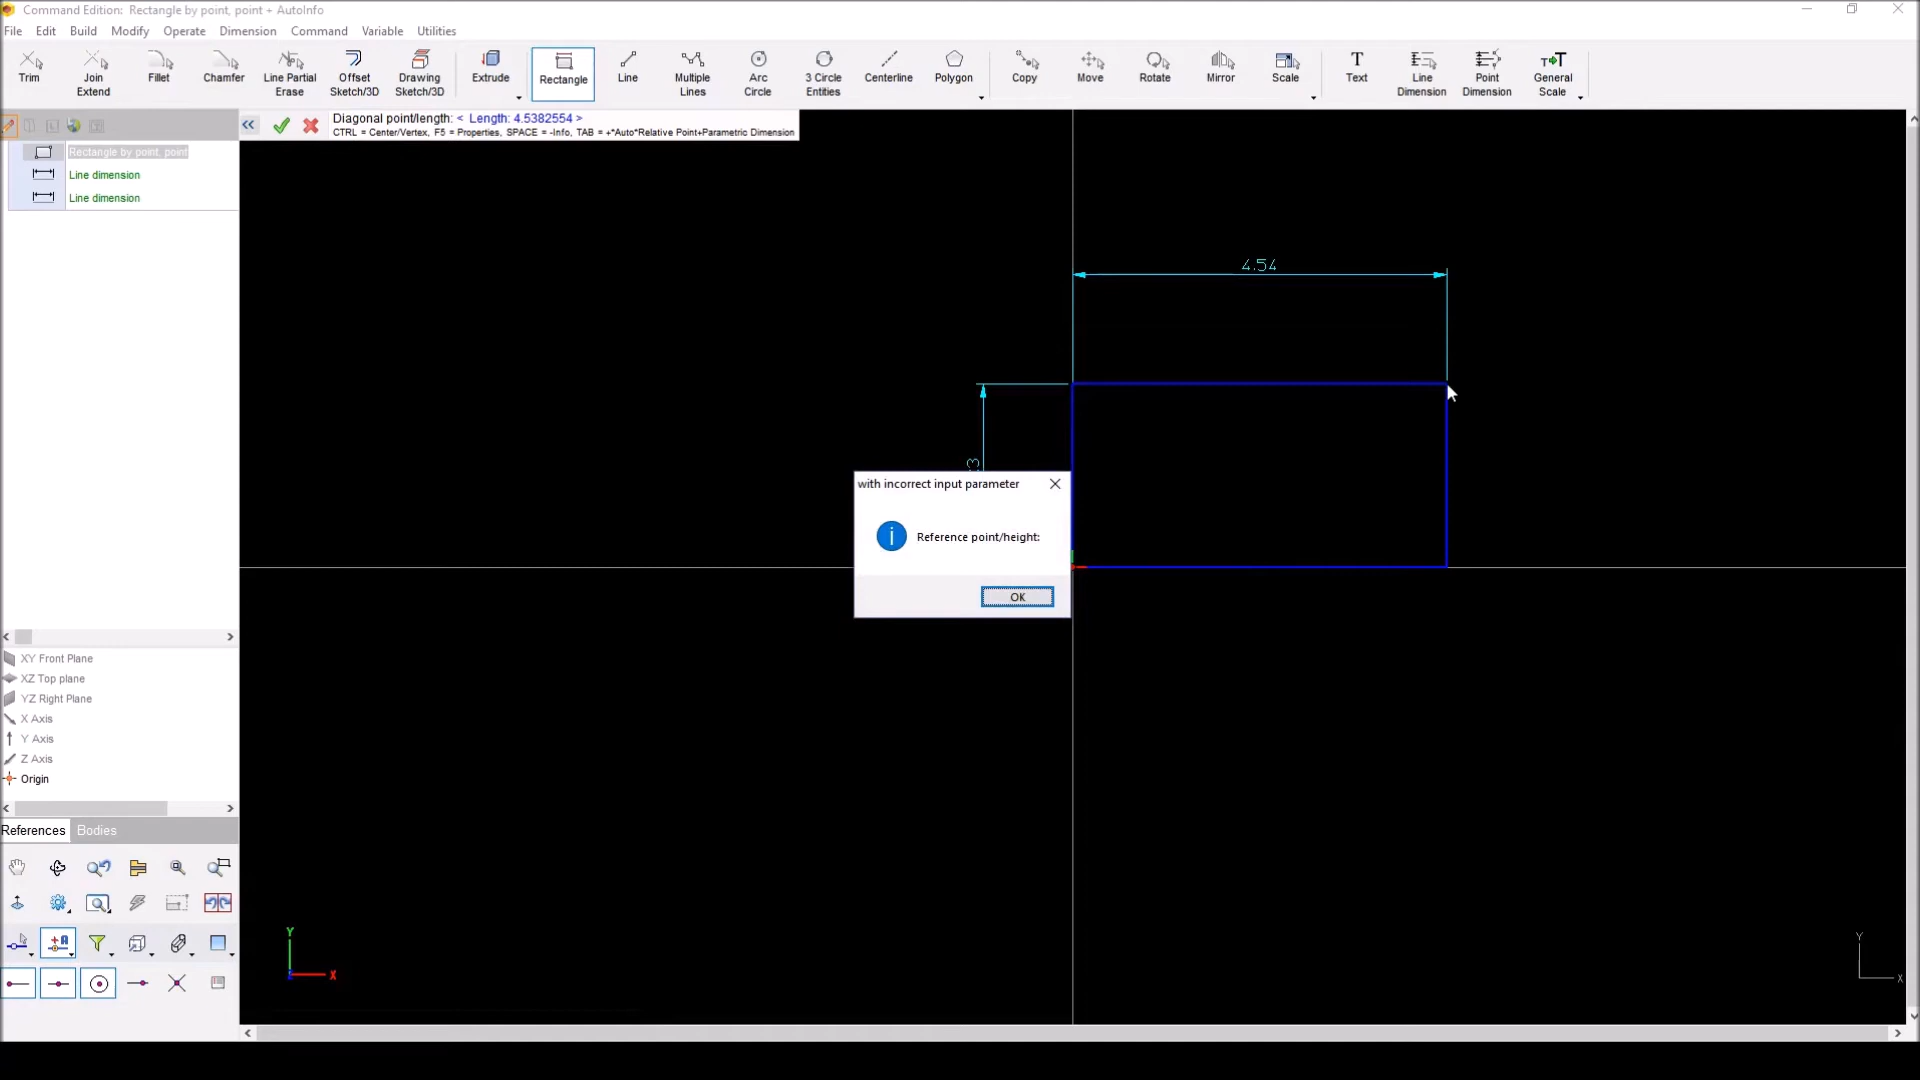 Command Edition: Rectangle by point, point + AutoInfo
File Edit Build Modify Operate Dimension Command Variable Utilities
Trim
Join Extend
Fillet
Chamfer
Line Partial Erase
Offset Sketch/3D
Drawing Sketch/3D
Extrude
Rectangle
Line
Multiple Lines
Arc Circle
3 Circle Entities
Centerline
Polygon
Copy
Move
Rotate
Mirror
Scale
Text
Line Dimension
Point Dimension
General Scale
Diagonal point/length: < Length: 4.5382554 >
CTRL = Center/Vertex, F5 = Properties, SPACE = -Info, TAB = +*Auto*Relative Point+Parametric Dimension
Rectangle by point, point
Line dimension
Line dimension
4.54
3
with incorrect input parameter
Reference point/height:
OK
XY Front Plane
XZ Top plane
YZ Right Plane
X Axis
Y Axis
Z Axis
Origin
References Bodies
Y
X
Y
X